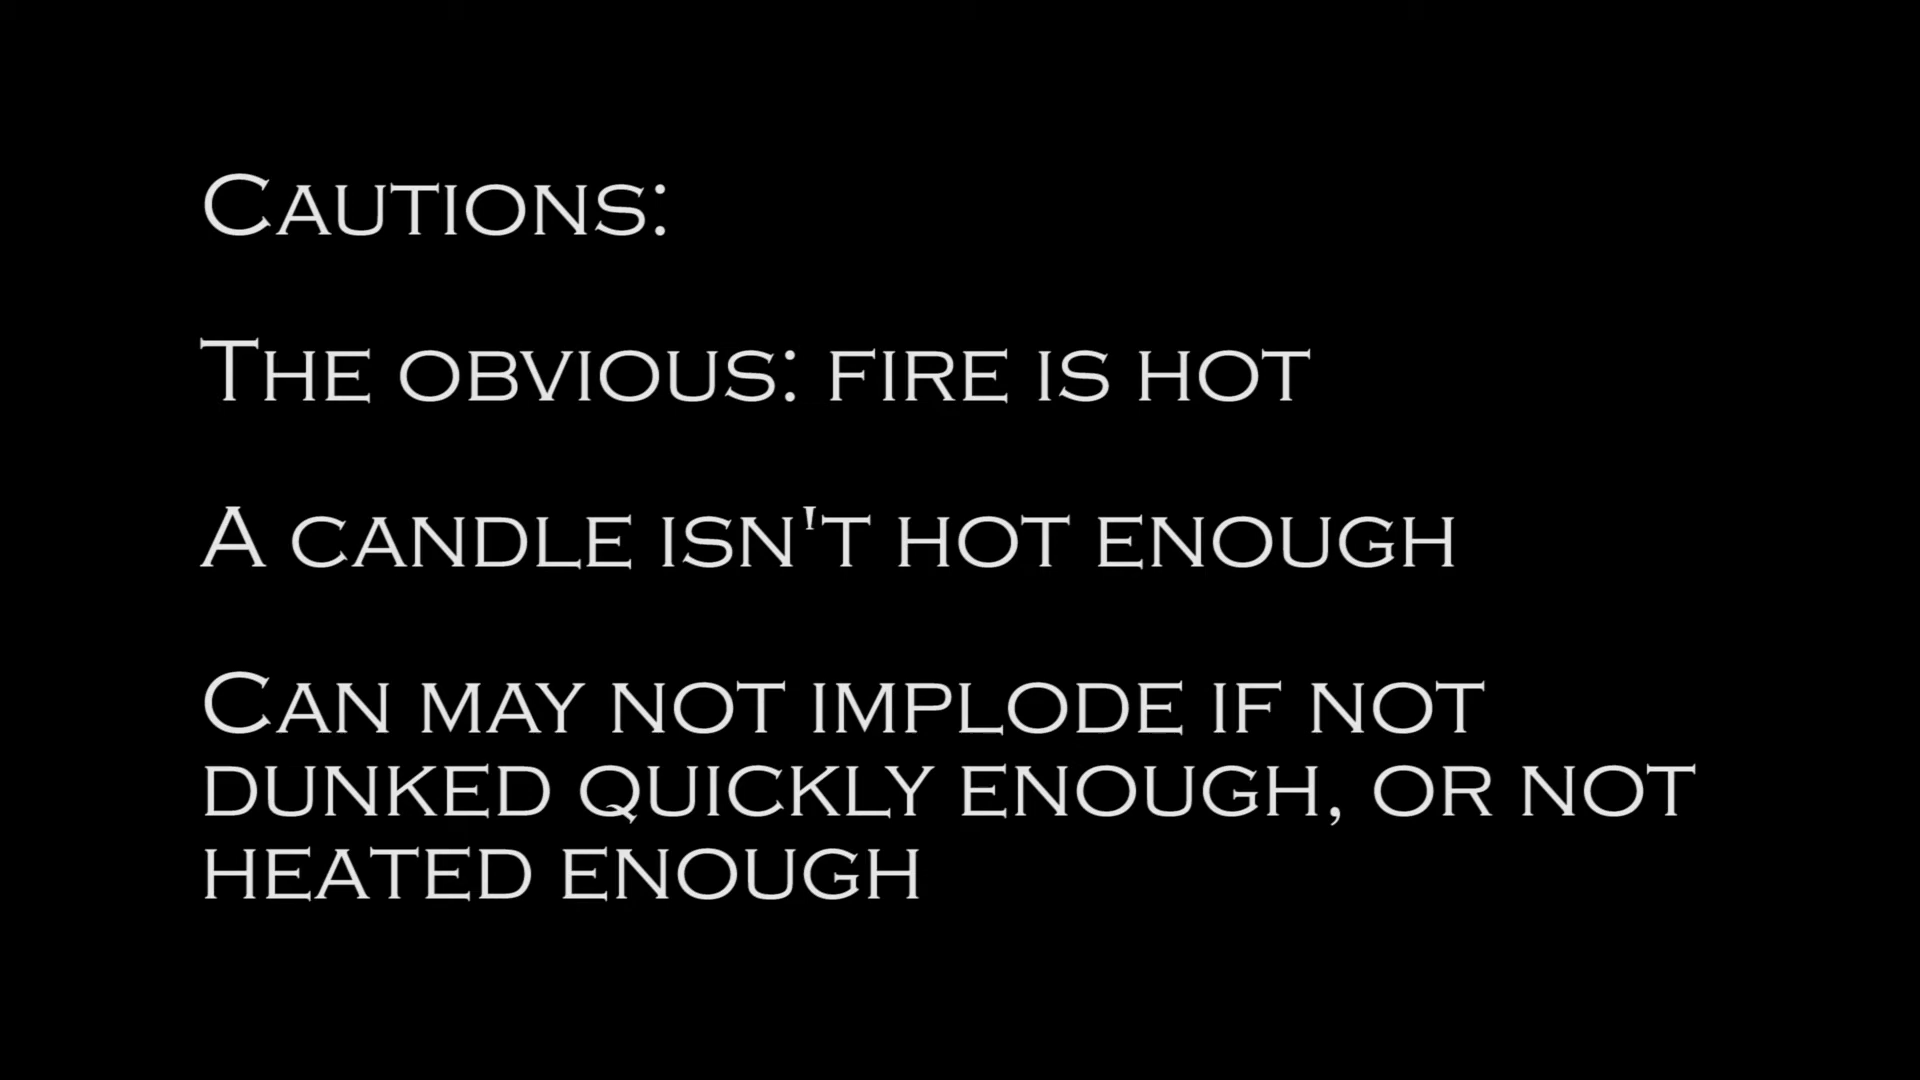 Cautions:
The obvious: fire is hot
A candle isn't hot enough
Can may not implode if not
dunked quickly enough, or not
heated enough